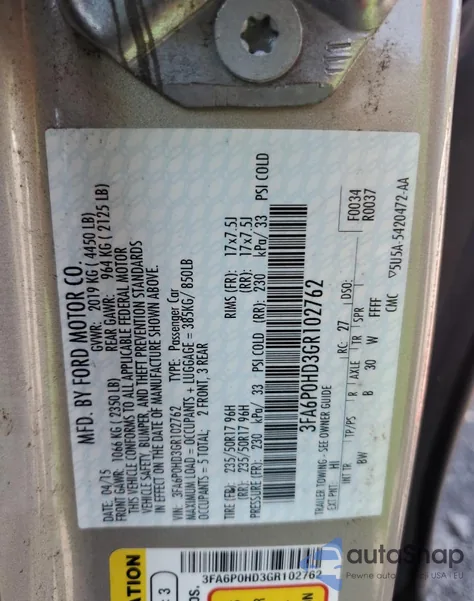 MFD. BY FORD MOTOR CO.
DATE: 04/15 GVWR: 2019 KG ( 4450 LB)
FRONT GAWR: 1066 KG ( 2350 LB) REAR GAWR: 964 KG ( 2125 LB)
THIS VEHICLE CONFORMS TO ALL APPLICABLE FEDERAL MOTOR
VEHICLE SAFETY, BUMPER, AND THEFT PREVENTION STANDARDS
IN EFFECT ON THE DATE OF MANUFACTURE SHOWN ABOVE.
VIN: 3FA6P0HD3GR102762 TYPE: Passenger Car
MAXIMUM LOAD = OCCUPANTS + LUGGAGE = 385KG/ 850LB
OCCUPANTS = 5 TOTAL: 2 FRONT, 3 REAR
TIRE (FR): 235/50R17 96H RIMS (FR): 17x7.5J
(RR): 235/50R17 96H (RR): 17x7.5J
(FR): 230 kPa/ 33 PSI COLD (RR): 230 kPa/ 33 PSI COLD
3FA6P0HD3GR102762
F0034
R0037
TRAILER TOWING - SEE OWNER GUIDE
EXT PNT: HI RC: 27 DSO:
INT TR TP/PS R AXLE TR SPR
BW B 30 W FFFF
CMC ▽5U5A-5420472-AA
3FA6P0HD3GR102762
autoShap
Pewne auta z USA i EU